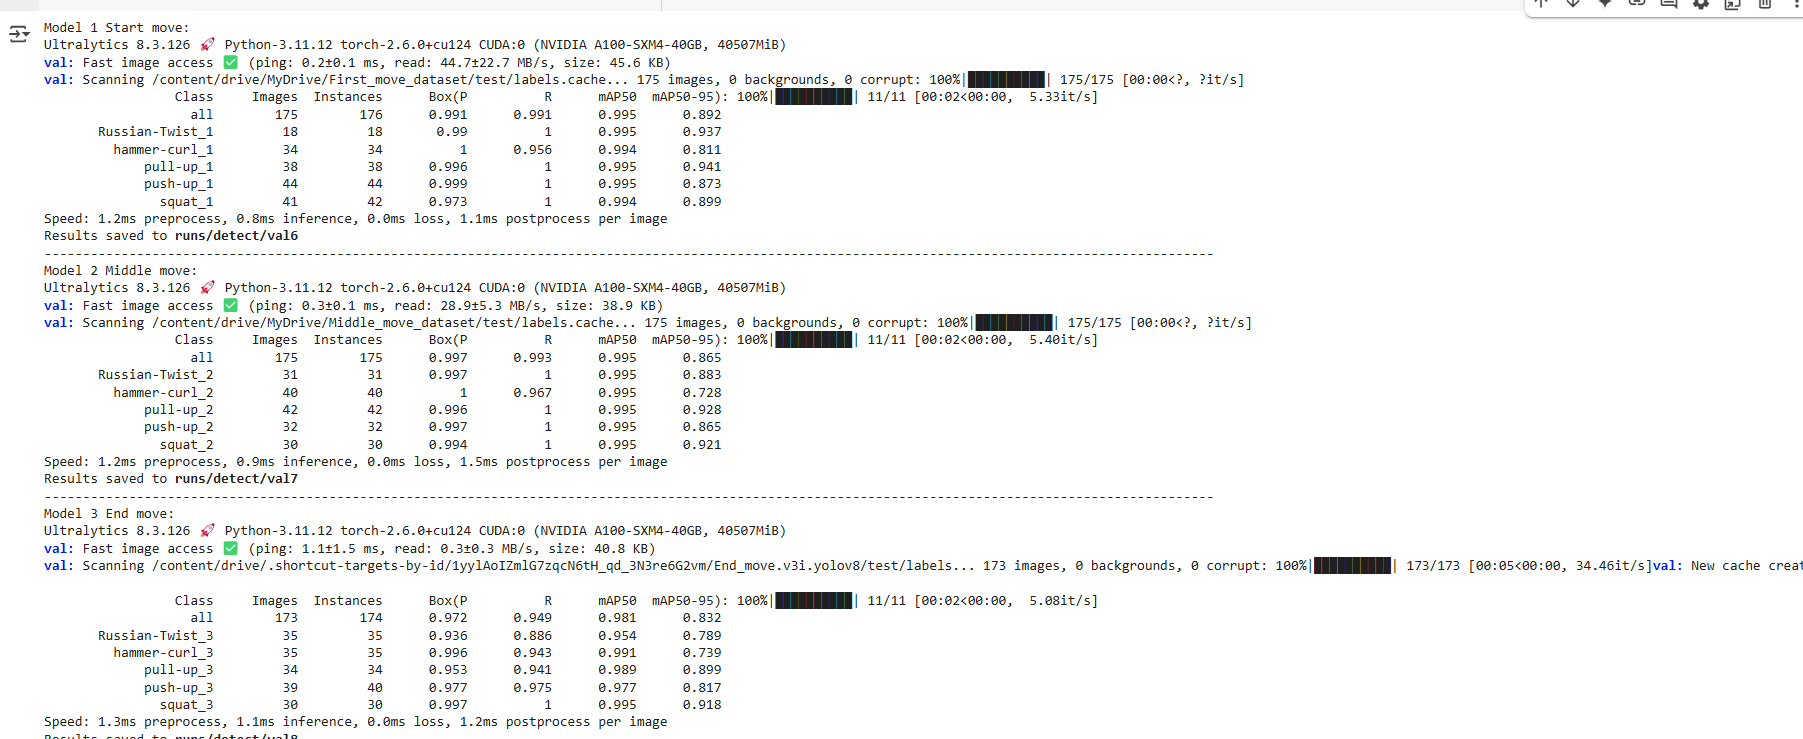 Model 1 Start move:
Ultralytics 8.3.126 🚀 Python-3.11.12 torch-2.6.0+cu124 CUDA:0 (NVIDIA A100-SXM4-40GB, 40507MiB)
val: Fast image access ✅ (ping: 0.2±0.1 ms, read: 44.7±22.7 MB/s, size: 45.6 KB)
val: Scanning /content/drive/MyDrive/First_move_dataset/test/labels.cache... 175 images, 0 backgrounds, 0 corrupt: 100%|██████████| 175/175 [00:00<?, ?it/s]
Class Images Instances Box(P R mAP50 mAP50-95): 100%|██████████| 11/11 [00:02<00:00, 5.33it/s]
all 175 176 0.991 0.991 0.995 0.892
Russian-Twist_1 18 18 0.99 1 0.995 0.937
hammer-curl_1 34 34 1 0.956 0.994 0.811
pull-up_1 38 38 0.996 1 0.995 0.941
push-up_1 44 44 0.999 1 0.995 0.873
squat_1 41 42 0.973 1 0.994 0.899
Speed: 1.2ms preprocess, 0.8ms inference, 0.0ms loss, 1.1ms postprocess per image
Results saved to runs/detect/val6
--------------------------------------------------------------------------------------------------------------------------------------------------------
Model 2 Middle move:
Ultralytics 8.3.126 🚀 Python-3.11.12 torch-2.6.0+cu124 CUDA:0 (NVIDIA A100-SXM4-40GB, 40507MiB)
val: Fast image access ✅ (ping: 0.3±0.1 ms, read: 28.9±5.3 MB/s, size: 38.9 KB)
val: Scanning /content/drive/MyDrive/Middle_move_dataset/test/labels.cache... 175 images, 0 backgrounds, 0 corrupt: 100%|██████████| 175/175 [00:00<?, ?it/s]
Class Images Instances Box(P R mAP50 mAP50-95): 100%|██████████| 11/11 [00:02<00:00, 5.40it/s]
all 175 175 0.997 0.993 0.995 0.865
Russian-Twist_2 31 31 0.997 1 0.995 0.883
hammer-curl_2 40 40 1 0.967 0.995 0.728
pull-up_2 42 42 0.996 1 0.995 0.928
push-up_2 32 32 0.997 1 0.995 0.865
squat_2 30 30 0.994 1 0.995 0.921
Speed: 1.2ms preprocess, 0.9ms inference, 0.0ms loss, 1.5ms postprocess per image
Results saved to runs/detect/val7
--------------------------------------------------------------------------------------------------------------------------------------------------------
Model 3 End move:
Ultralytics 8.3.126 🚀 Python-3.11.12 torch-2.6.0+cu124 CUDA:0 (NVIDIA A100-SXM4-40GB, 40507MiB)
val: Fast image access ✅ (ping: 1.1±1.5 ms, read: 0.3±0.3 MB/s, size: 40.8 KB)
val: Scanning /content/drive/.shortcut-targets-by-id/1yylAoIZmlG7zqcN6tH_qd_3N3re6G2vm/End_move.v3i.yolov8/test/labels... 173 images, 0 backgrounds, 0 corrupt: 100%|██████████| 173/173 [00:05<00:00, 34.46it/s]val: New cache creat
Class Images Instances Box(P R mAP50 mAP50-95): 100%|██████████| 11/11 [00:02<00:00, 5.08it/s]
all 173 174 0.972 0.949 0.981 0.832
Russian-Twist_3 35 35 0.936 0.886 0.954 0.789
hammer-curl_3 35 35 0.996 0.943 0.991 0.739
pull-up_3 34 34 0.953 0.941 0.989 0.899
push-up_3 39 40 0.977 0.975 0.977 0.817
squat_3 30 30 0.997 1 0.995 0.918
Speed: 1.3ms preprocess, 1.1ms inference, 0.0ms loss, 1.2ms postprocess per image
Results saved to runs/detect/val8